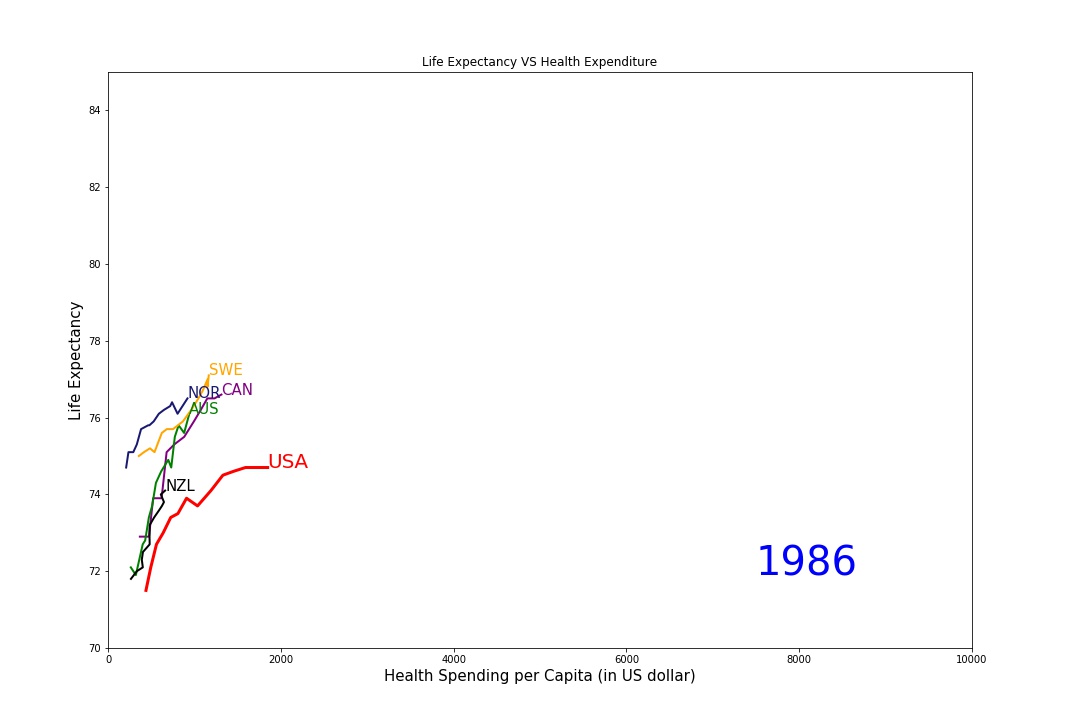 Life Expectancy VS Health Expenditure
84
82
80
78
76
74
72
70
Life Expectancy
SWE
NOR
CAN
AUS
USA
NZL
1986
0 2000 4000 6000 8000 10000
Health Spending per Capita (in US dollar)